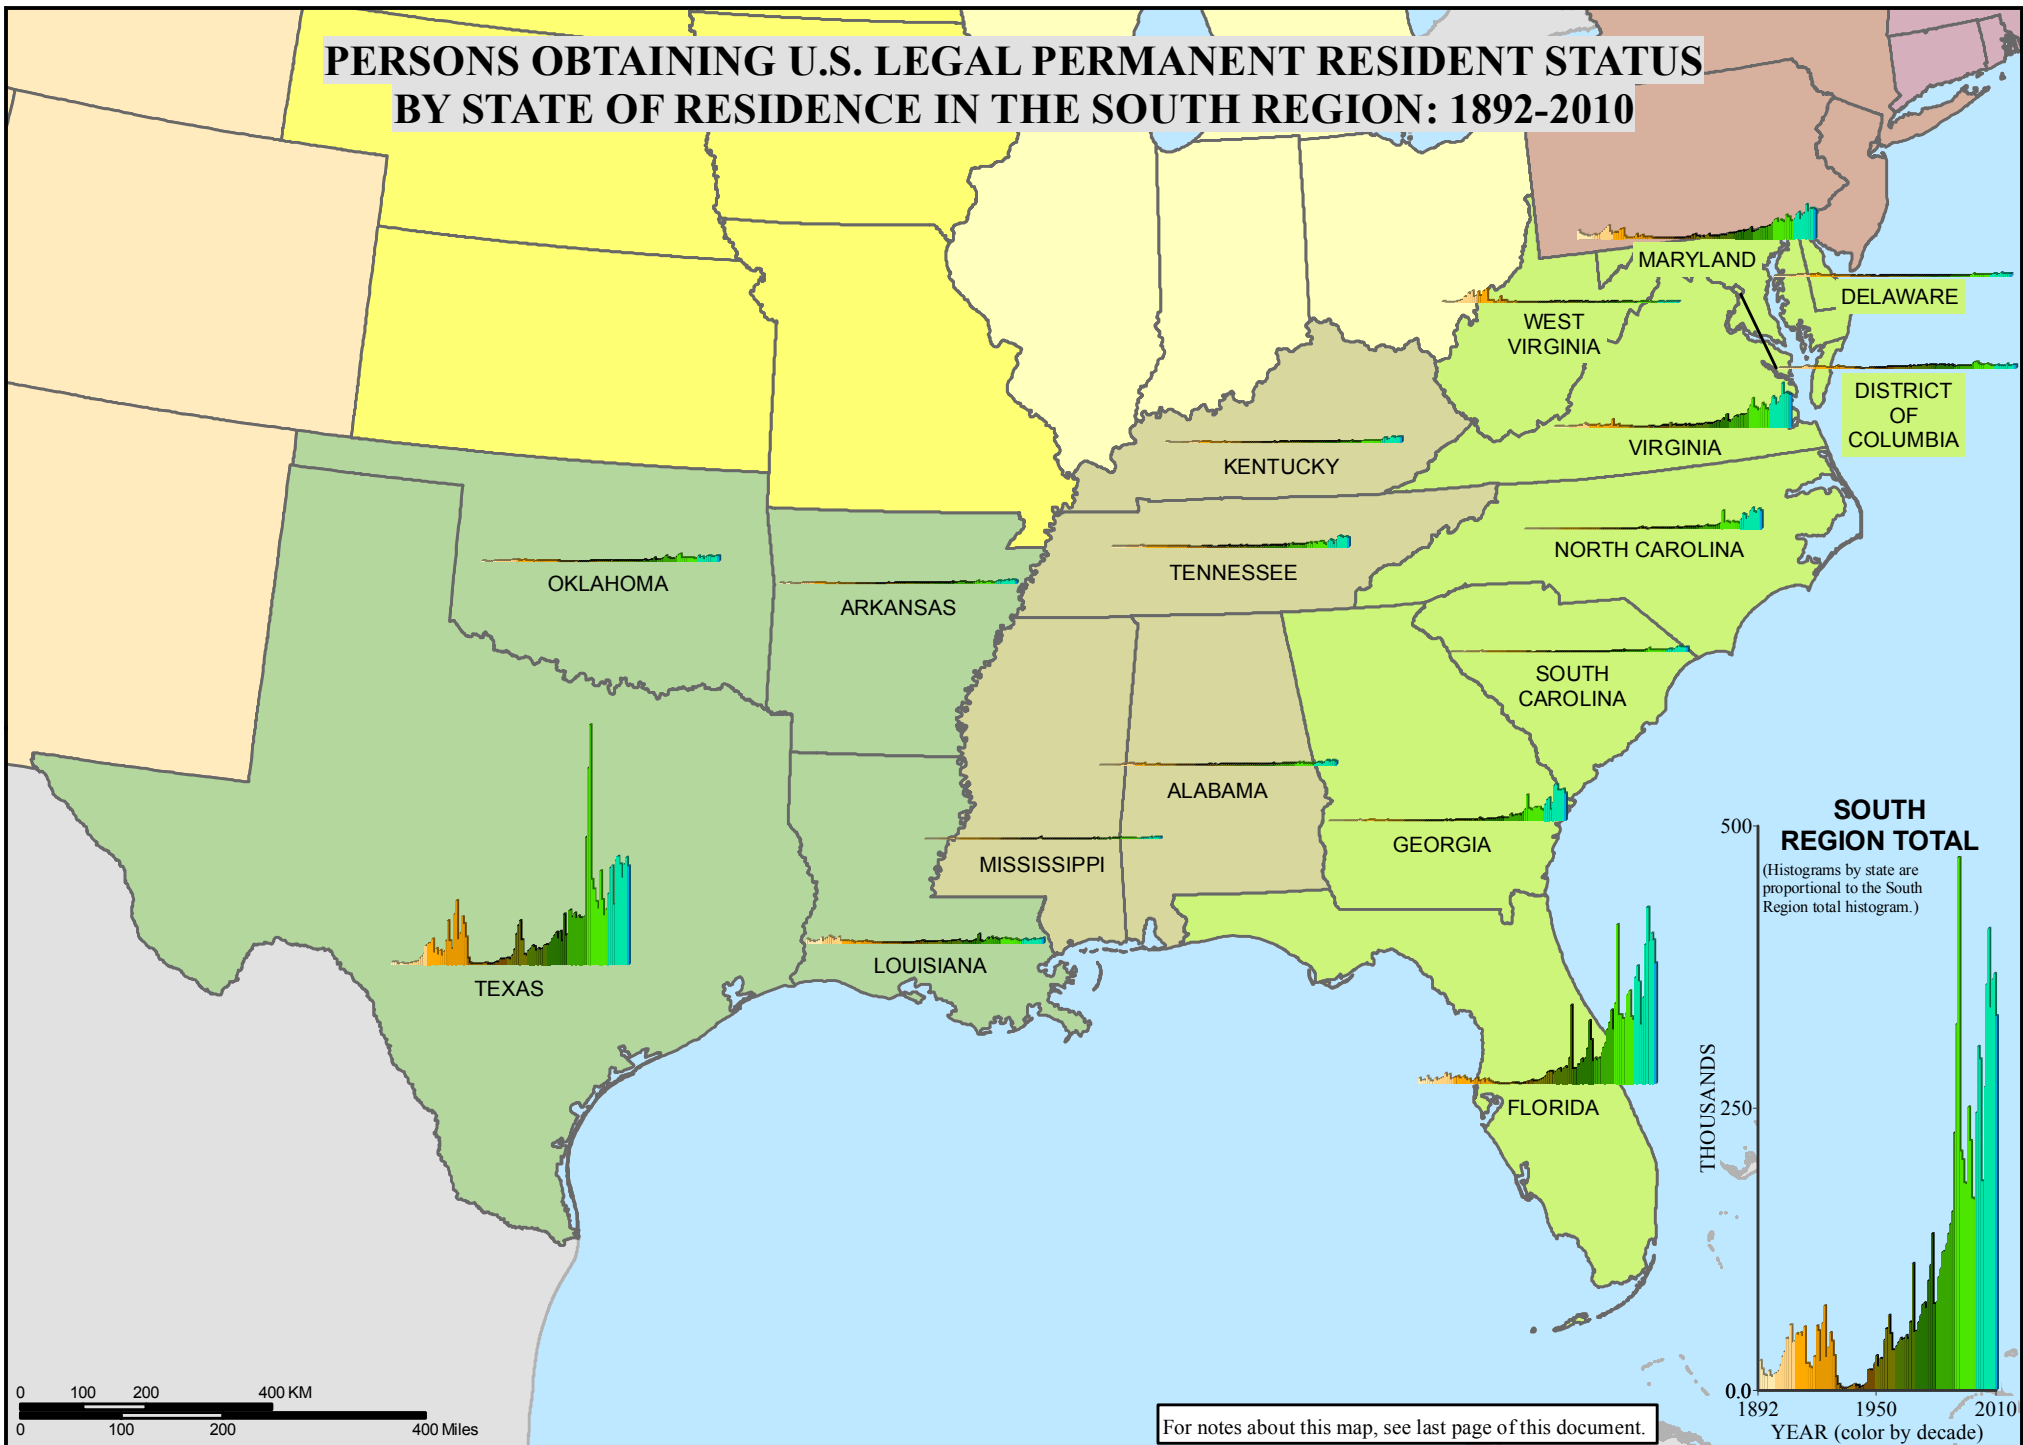 PERSONS OBTAINING U.S. LEGAL PERMANENT RESIDENT STATUS
BY STATE OF RESIDENCE IN THE SOUTH REGION: 1892-2010
MARYLAND
DELAWARE
WEST
VIRGINIA
DISTRICT
OF
COLUMBIA
VIRGINIA
KENTUCKY
NORTH CAROLINA
TENNESSEE
OKLAHOMA
ARKANSAS
SOUTH
CAROLINA
ALABAMA
MISSISSIPPI
GEORGIA
LOUISIANA
TEXAS
FLORIDA
SOUTH
REGION TOTAL
(Histograms by state are
proportional to the South
Region total histogram.)
500
250
0.0
THOUSANDS
1892 1950 2010
YEAR (color by decade)
0 100 200 400 KM
0 100 200 400 Miles
For notes about this map, see last page of this document.